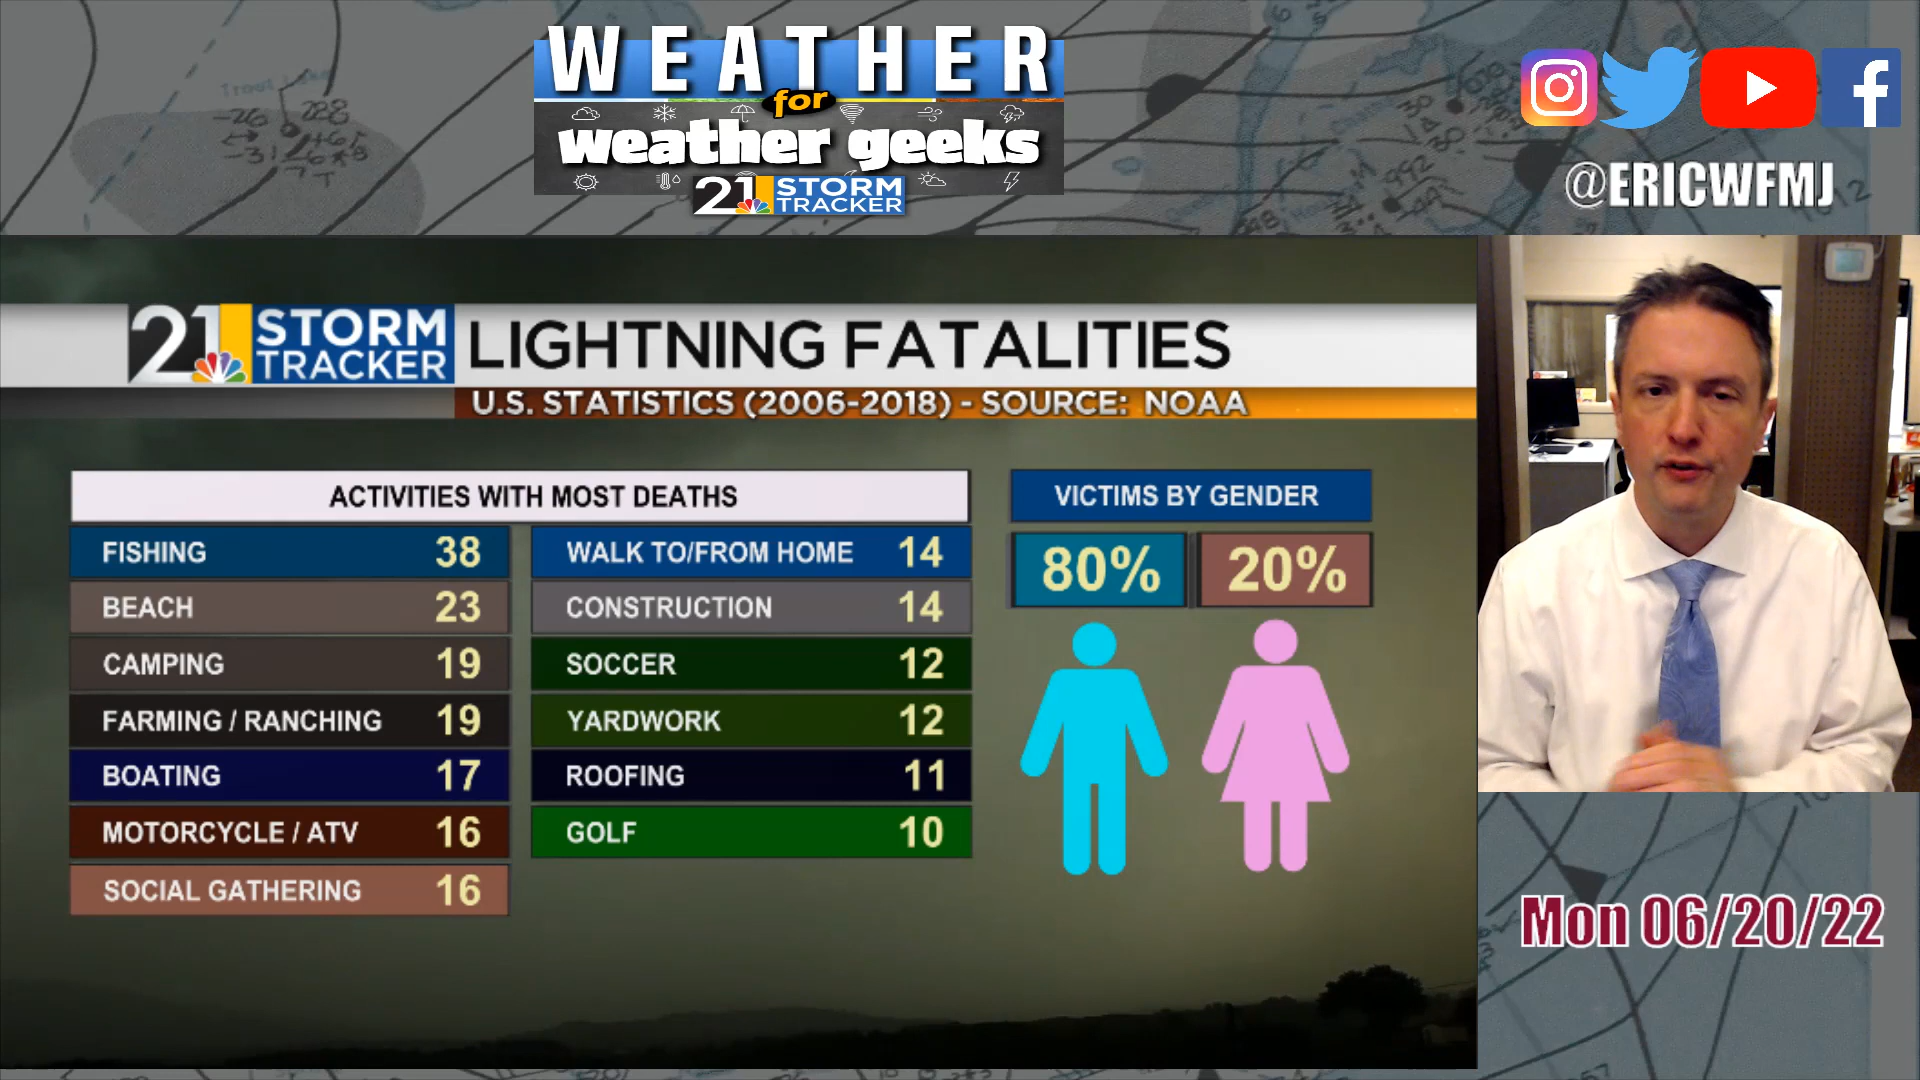 WEATHER
for
weather geeks
21 STORM
TRACKER
@ERICWFMJ
21 STORM
TRACKER
LIGHTNING FATALITIES
U.S. STATISTICS (2006-2018) - SOURCE: NOAA
ACTIVITIES WITH MOST DEATHS
FISHING 38
BEACH 23
CAMPING 19
FARMING / RANCHING 19
BOATING 17
MOTORCYCLE / ATV 16
SOCIAL GATHERING 16
WALK TO/FROM HOME 14
CONSTRUCTION 14
SOCCER 12
YARDWORK 12
ROOFING 11
GOLF 10
VICTIMS BY GENDER
80% 20%
Mon 06/20/22